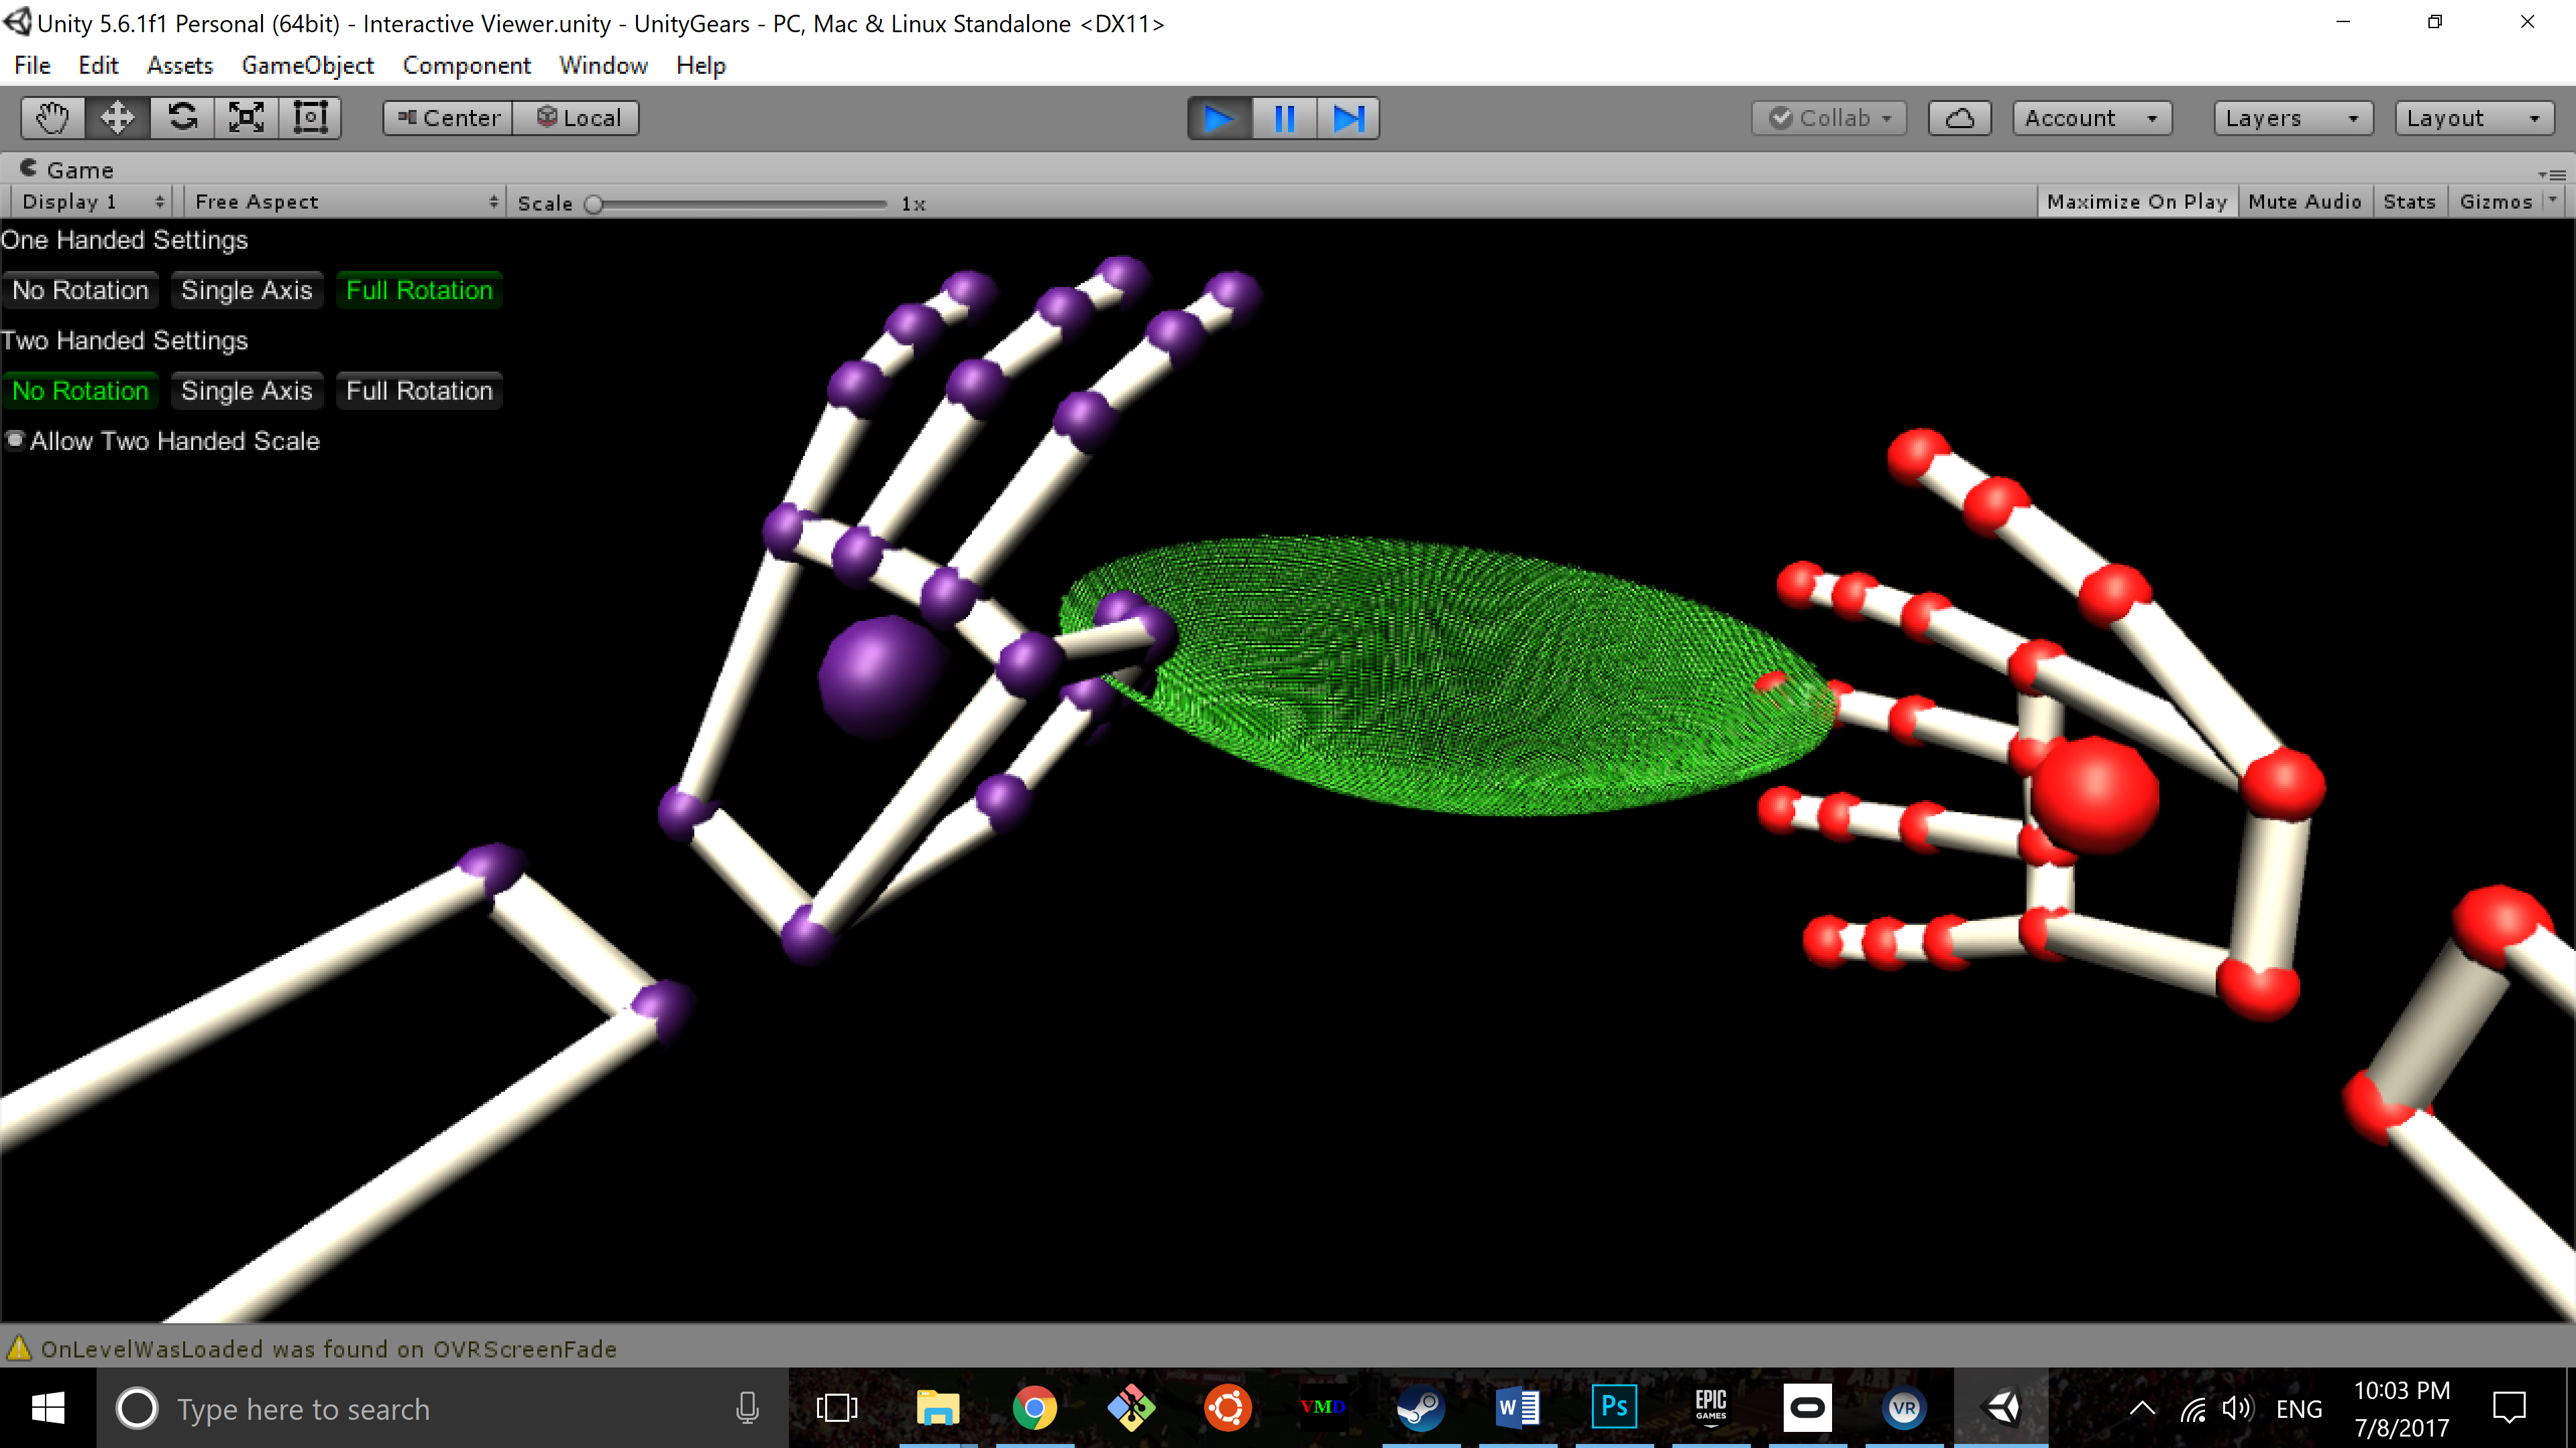 Unity 5.6.1f1 Personal (64bit) - Interactive Viewer.unity - UnityGears - PC, Mac & Linux Standalone <DX11>
File Edit Assets GameObject Component Window Help
Center Local Collab Account Layers Layout
Game
Display 1 Free Aspect Scale 1x Maximize On Play Mute Audio Stats Gizmos
One Handed Settings
No Rotation Single Axis Full Rotation
Two Handed Settings
No Rotation Single Axis Full Rotation
Allow Two Handed Scale
OnLevelWasLoaded was found on OVRScreenFade
Type here to search VMD W Ps EPIC GAMES VR ENG 10:03 PM
7/8/2017